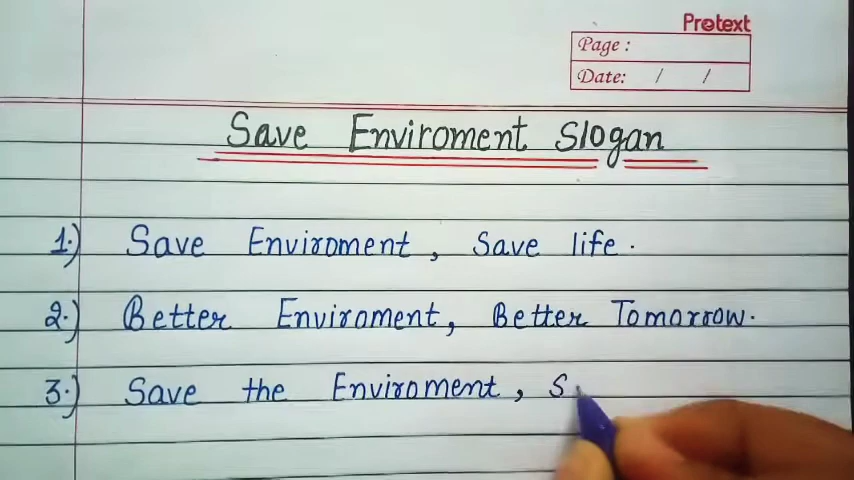 Protext
Page :
Date: / /
Save Enviroment Slogan
1.) Save Enviroment, Save life.
2.) Better Enviroment, Better Tomorrow.
3.) Save the Enviroment, S